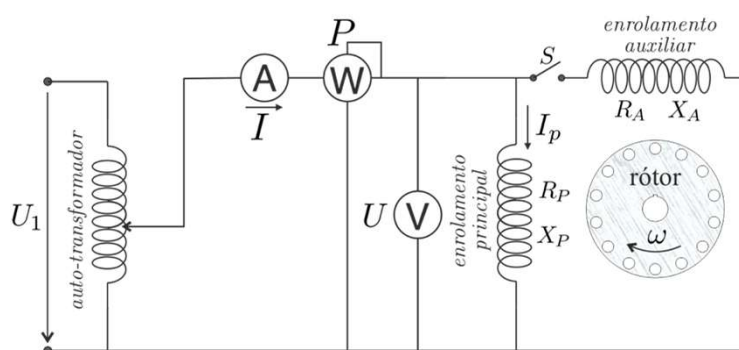 enrolamento
auxiliar
P
S
A
W
I
R_A X_A
I_p
U_1
auto-transformador
U
V
enrolamento
principal
R_P
X_P
rótor
ω